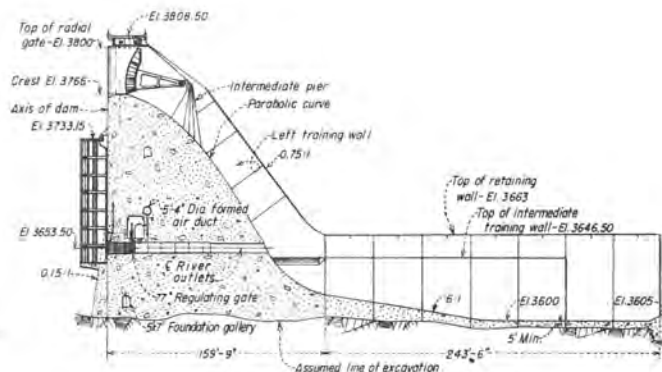 El.3808.50
Top of radial
gate-El.3800
Crest El.3766
Intermediate pier
Parabolic curve
Axis of dam
El.3733.15
Left training wall
0.75:1
Top of retaining
wall-El.3663
Top of intermediate
training wall-El.3646.50
5'-4" Dia. formed
air duct
El.3653.50
℄ River
outlets
0.15:1
77" Regulating gate
5x7' Foundation gallery
6:1
El.3600
El.3605
5' Min.
159'-9"
243'-6"
Assumed line of excavation